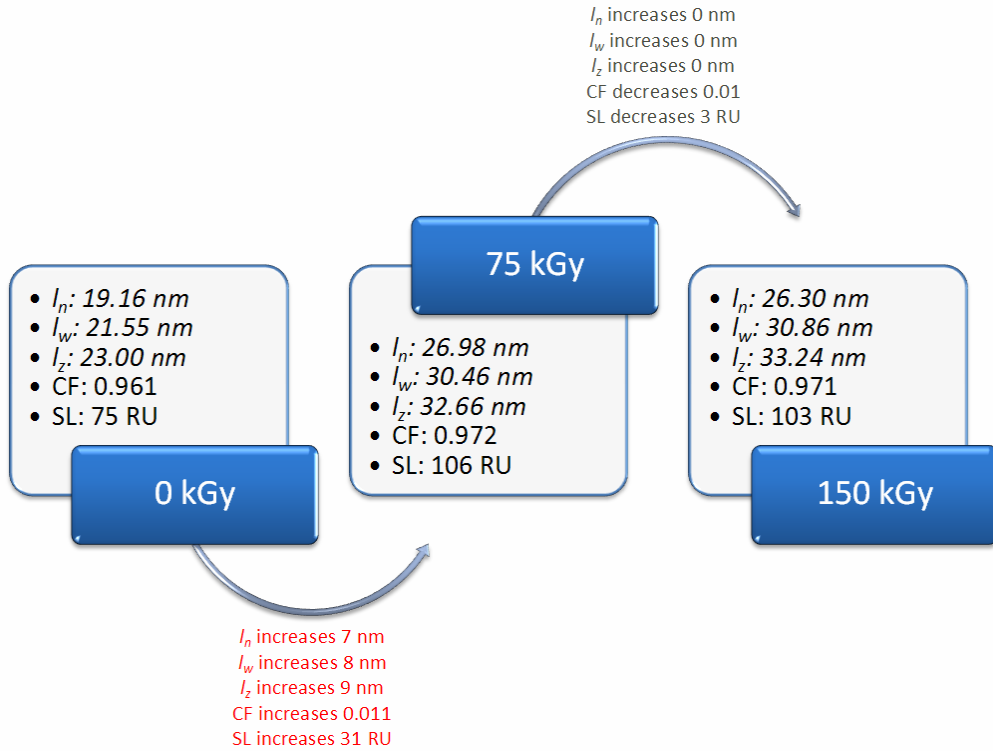 l_n increases 0 nm
l_w increases 0 nm
l_z increases 0 nm
CF decreases 0.01
SL decreases 3 RU
75 kGy
• l_n: 19.16 nm
• l_w: 21.55 nm
• l_z: 23.00 nm
• CF: 0.961
• SL: 75 RU
0 kGy
• l_n: 26.98 nm
• l_w: 30.46 nm
• l_z: 32.66 nm
• CF: 0.972
• SL: 106 RU
• l_n: 26.30 nm
• l_w: 30.86 nm
• l_z: 33.24 nm
• CF: 0.971
• SL: 103 RU
150 kGy
l_n increases 7 nm
l_w increases 8 nm
l_z increases 9 nm
CF increases 0.011
SL increases 31 RU